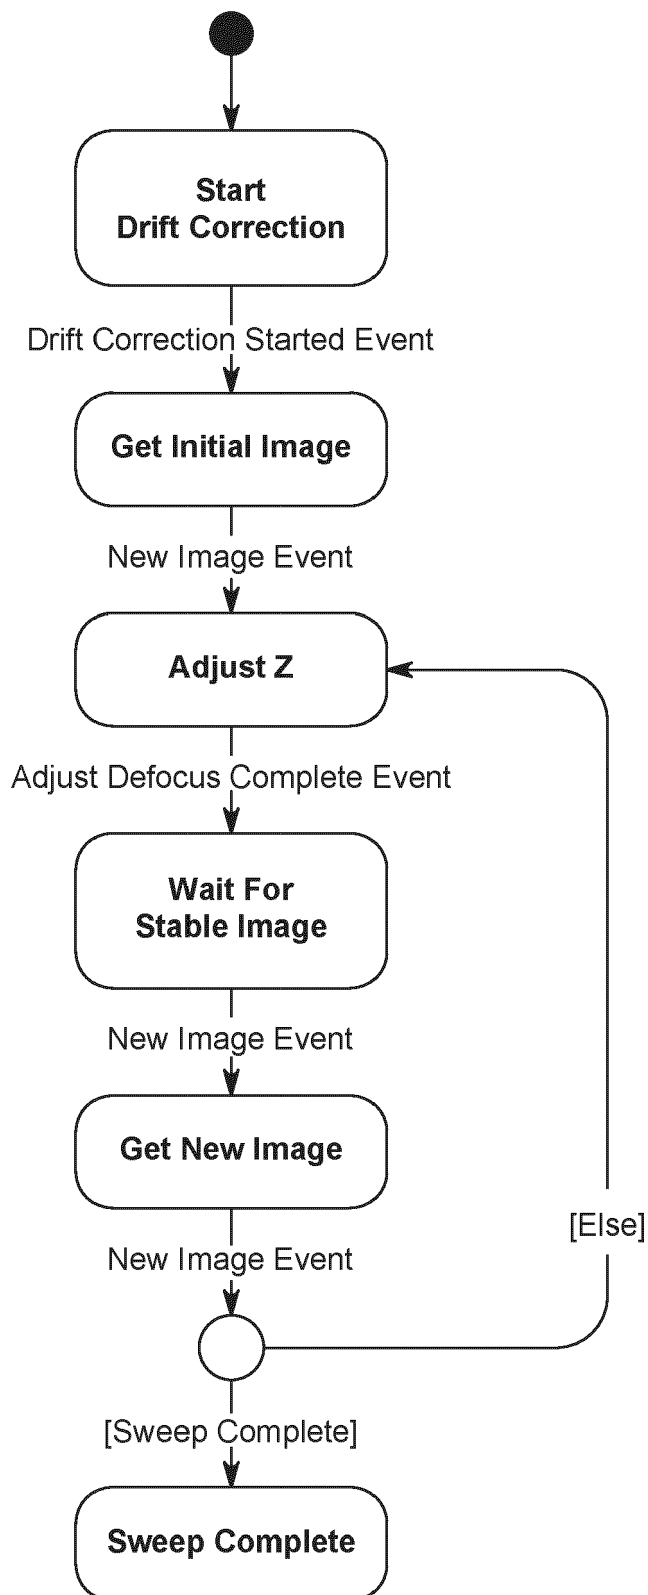 Start
Drift Correction
Drift Correction Started Event
Get Initial Image
New Image Event
Adjust Z
Adjust Defocus Complete Event
Wait For
Stable Image
New Image Event
Get New Image
[Else]
New Image Event
[Sweep Complete]
Sweep Complete